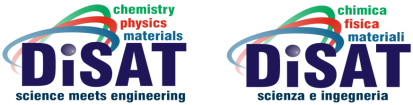 chemistry
physics
materials
DiSAT
science meets engineering
chimica
fisica
materiali
DiSAT
scienza e ingegneria